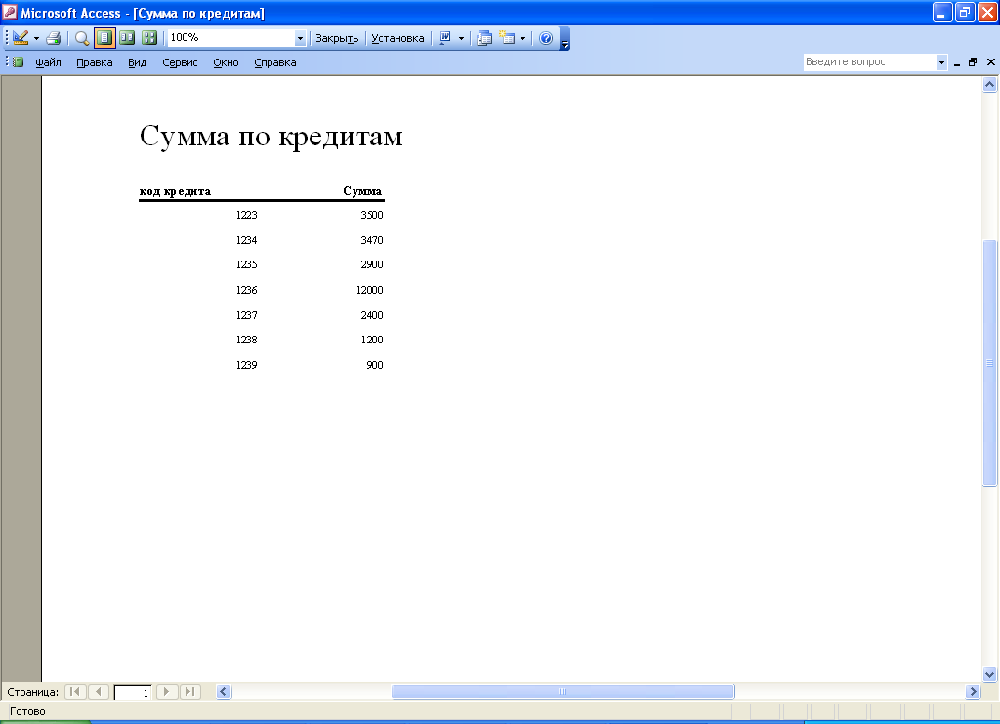 Microsoft Access - [Сумма по кредитам]
100% Закрыть Установка
Файл Правка Вид Сервис Окно Справка Введите вопрос
Сумма по кредитам
код кредита Сумма
1223 3500
1234 3470
1235 2900
1236 12000
1237 2400
1238 1200
1239 900
Страница: 1
Готово